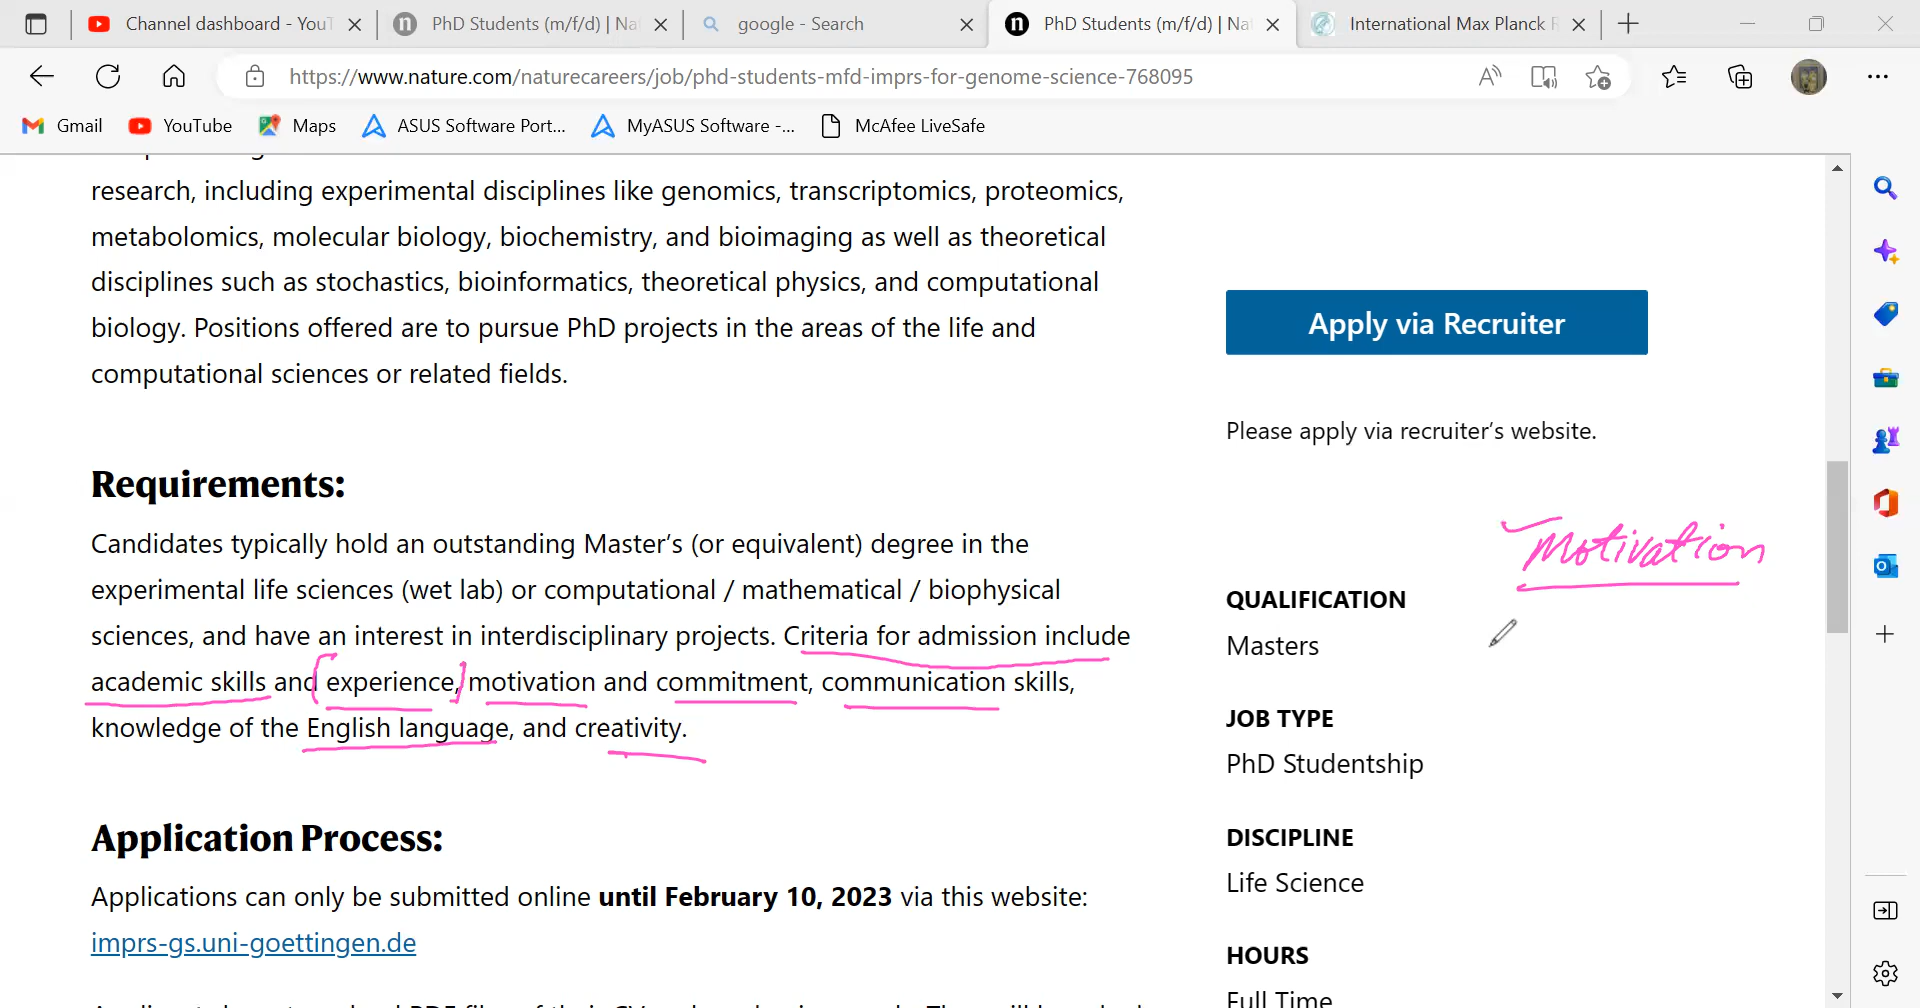 Channel dashboard - YouT
PhD Students (m/f/d) | Na
google - Search
PhD Students (m/f/d) | Na
International Max Planck R
https://www.nature.com/naturecareers/job/phd-students-mfd-imprs-for-genome-science-768095
Gmail
YouTube
Maps
ASUS Software Port...
MyASUS Software -...
McAfee LiveSafe
research, including experimental disciplines like genomics, transcriptomics, proteomics,
metabolomics, molecular biology, biochemistry, and bioimaging as well as theoretical
disciplines such as stochastics, bioinformatics, theoretical physics, and computational
biology. Positions offered are to pursue PhD projects in the areas of the life and
computational sciences or related fields.
Requirements:
Candidates typically hold an outstanding Master's (or equivalent) degree in the
experimental life sciences (wet lab) or computational / mathematical / biophysical
sciences, and have an interest in interdisciplinary projects. Criteria for admission include
academic skills and experience, motivation and commitment, communication skills,
knowledge of the English language, and creativity.
Application Process:
Applications can only be submitted online until February 10, 2023 via this website:
imprs-gs.uni-goettingen.de
Apply via Recruiter
Please apply via recruiter's website.
Motivation
QUALIFICATION
Masters
JOB TYPE
PhD Studentship
DISCIPLINE
Life Science
HOURS
Full Time